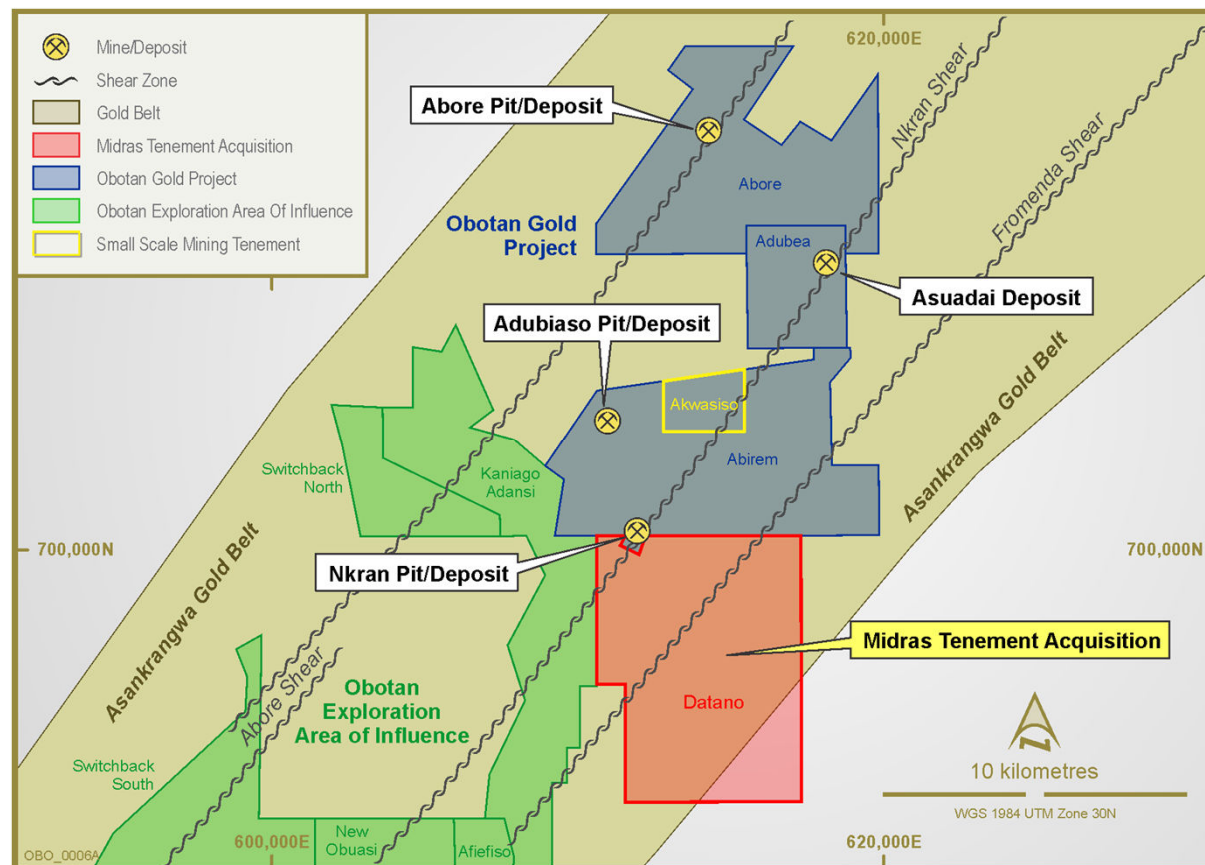 Mine/Deposit
Shear Zone
Gold Belt
Midras Tenement Acquisition
Obotan Gold Project
Obotan Exploration Area Of Influence
Small Scale Mining Tenement
620,000E
Abore Pit/Deposit
Nkran Shear
Fromenda Shear
Abore
Obotan Gold
Project
Adubea
Asuadai Deposit
Adubiaso Pit/Deposit
Akwasiso
Abirem
Asankrangwa Gold Belt
Switchback
North
Kaniago
Adansi
700,000N
700,000N
Nkran Pit/Deposit
Asankrangwa Gold Belt
Midras Tenement Acquisition
Abore Shear
Obotan
Exploration
Area of Influence
Datano
Switchback
South
N
10 kilometres
WGS 1984 UTM Zone 30N
New
Obuasi
Afiefiso
600,000E
620,000E
OBO_0006A